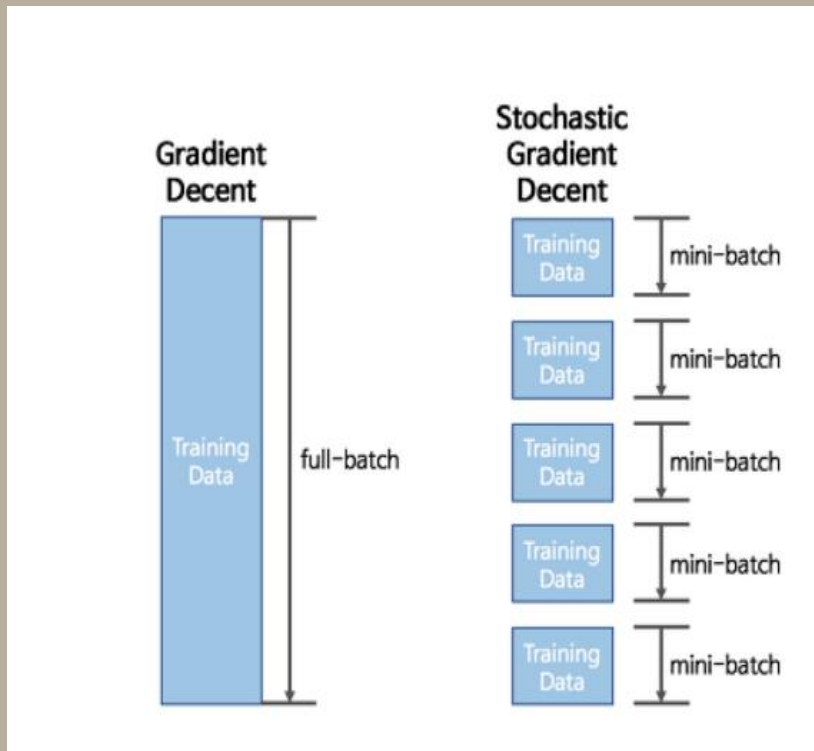 Gradient
Decent
Training
Data
full-batch
Stochastic
Gradient
Decent
Training
Data
mini-batch
Training
Data
mini-batch
Training
Data
mini-batch
Training
Data
mini-batch
Training
Data
mini-batch